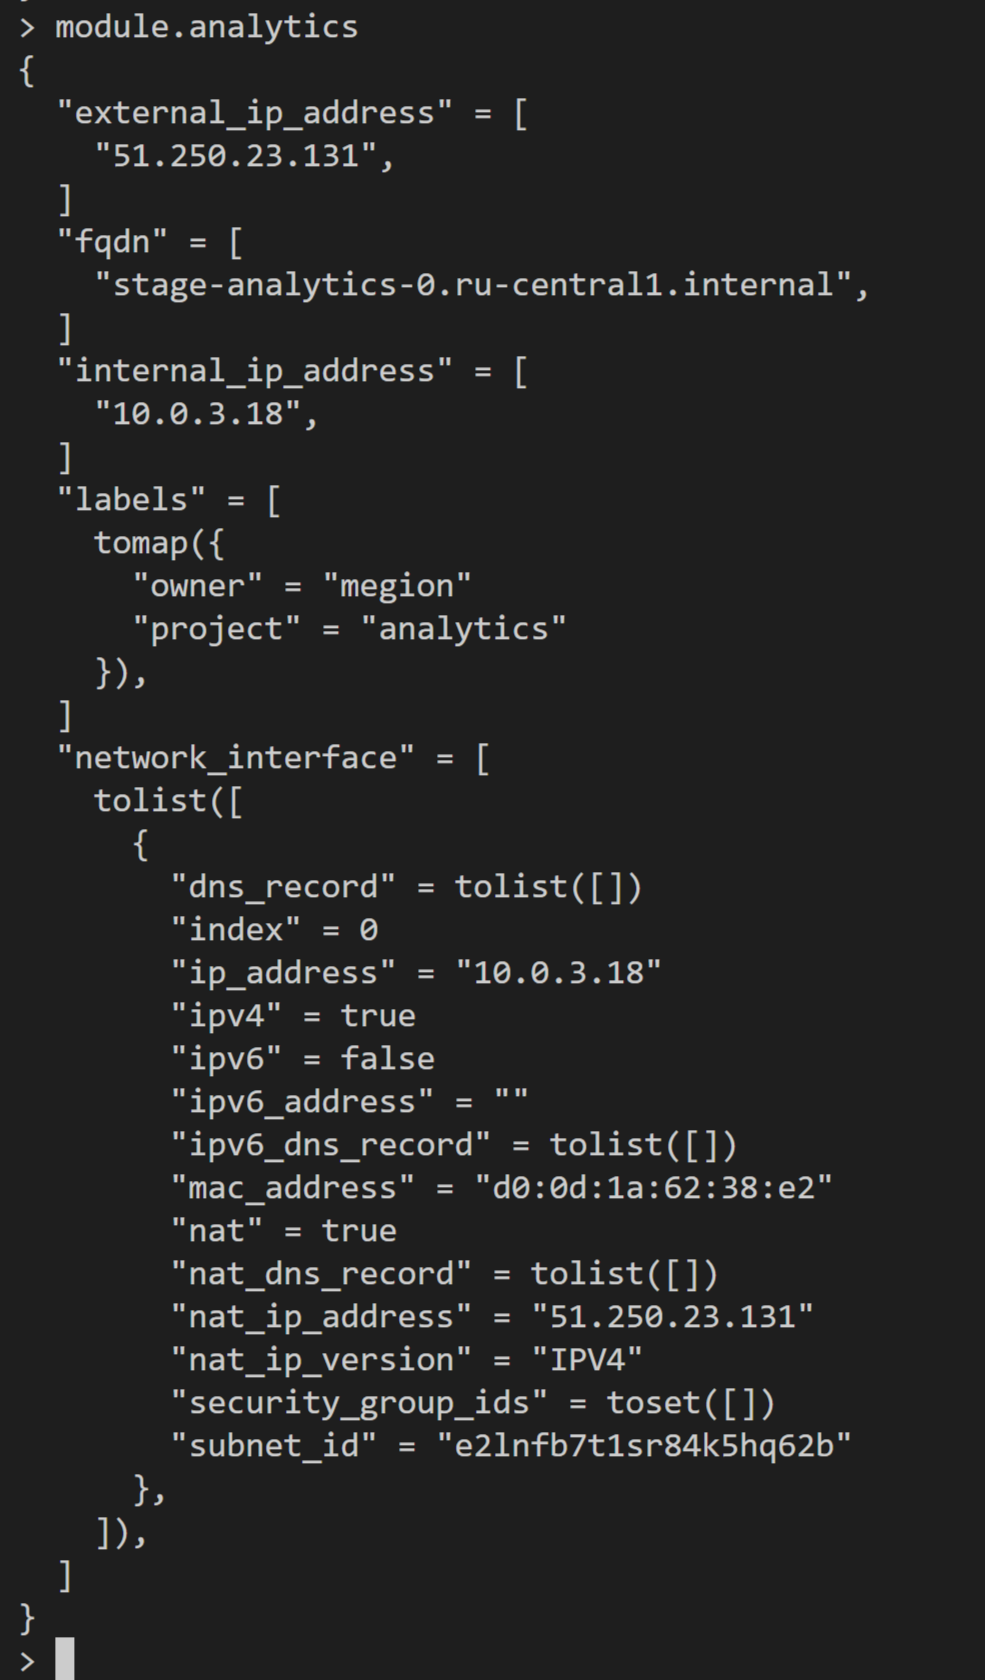 > module.analytics
{
  "external_ip_address" = [
    "51.250.23.131",
  ]
  "fqdn" = [
    "stage-analytics-0.ru-central1.internal",
  ]
  "internal_ip_address" = [
    "10.0.3.18",
  ]
  "labels" = [
    tomap({
      "owner" = "megion"
      "project" = "analytics"
    }),
  ]
  "network_interface" = [
    tolist([
      {
        "dns_record" = tolist([])
        "index" = 0
        "ip_address" = "10.0.3.18"
        "ipv4" = true
        "ipv6" = false
        "ipv6_address" = ""
        "ipv6_dns_record" = tolist([])
        "mac_address" = "d0:0d:1a:62:38:e2"
        "nat" = true
        "nat_dns_record" = tolist([])
        "nat_ip_address" = "51.250.23.131"
        "nat_ip_version" = "IPV4"
        "security_group_ids" = toset([])
        "subnet_id" = "e2lnfb7t1sr84k5hq62b"
      },
    ]),
  ]
}
>